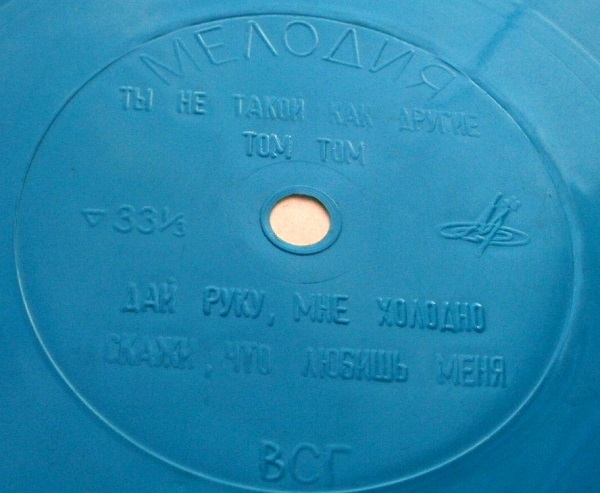 МЕЛОДИЯ
ТЫ НЕ ТАКОЙ КАК ДРУГИЕ
ТОМ ТОМ
▽33⅓
ДАЙ РУКУ, МНЕ ХОЛОДНО
СКАЖИ, ЧТО ЛЮБИШЬ МЕНЯ
ВСГ